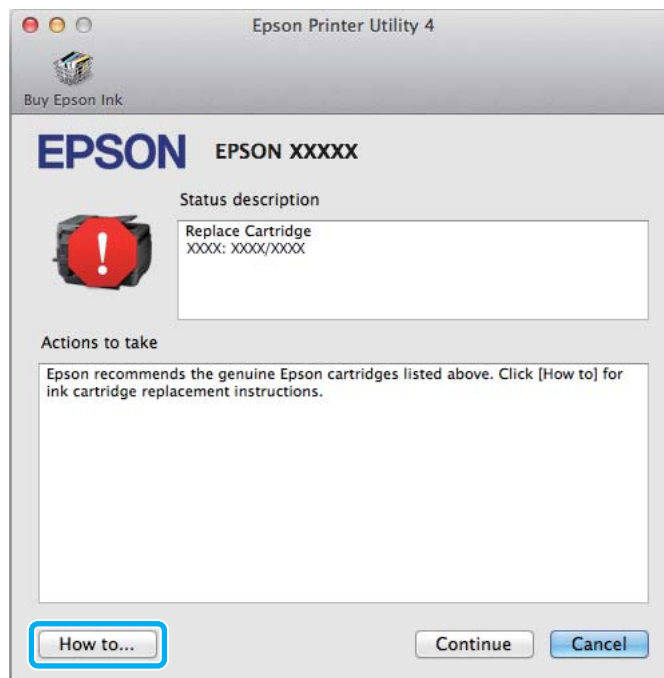 Epson Printer Utility 4
Buy Epson Ink
EPSON EPSON XXXXX
Status description
Replace Cartridge
XXXX: XXXX/XXXX
Actions to take
Epson recommends the genuine Epson cartridges listed above. Click [How to] for
ink cartridge replacement instructions.
How to... Continue Cancel